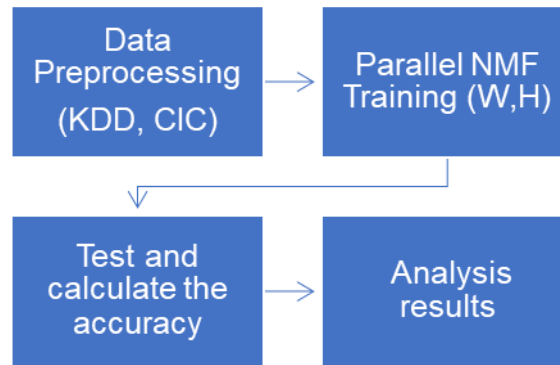 Data
Preprocessing
(KDD, CIC)
Parallel NMF
Training (W,H)
Test and
calculate the
accuracy
Analysis
results